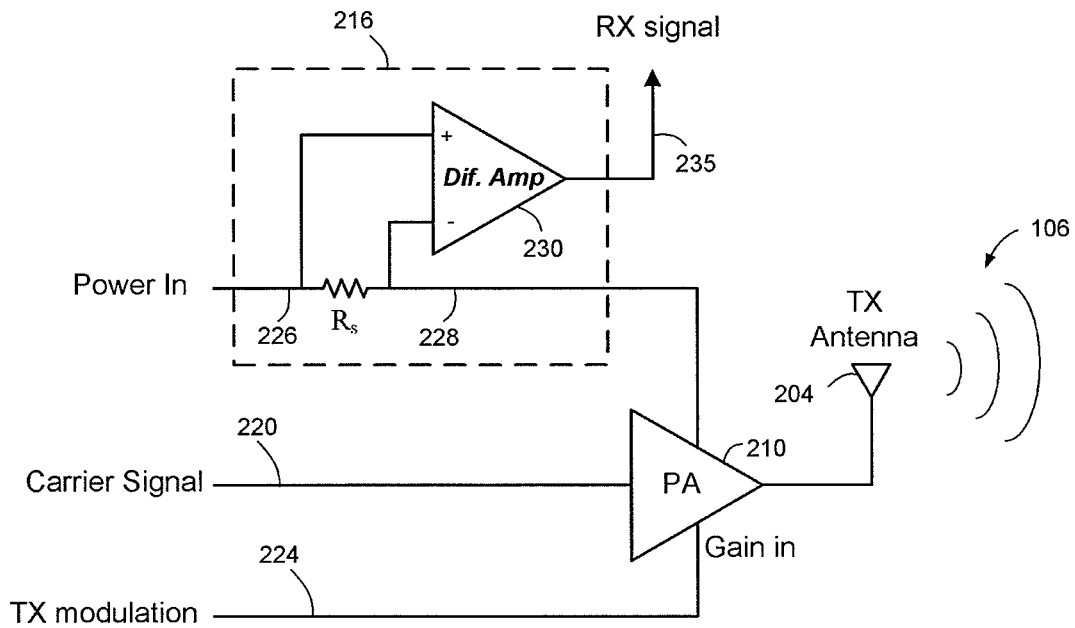 216
RX signal
+
Dif. Amp
-
230
235
106
Power In
226
Rs
228
TX
Antenna
204
220
210
Carrier Signal
PA
Gain in
224
TX modulation